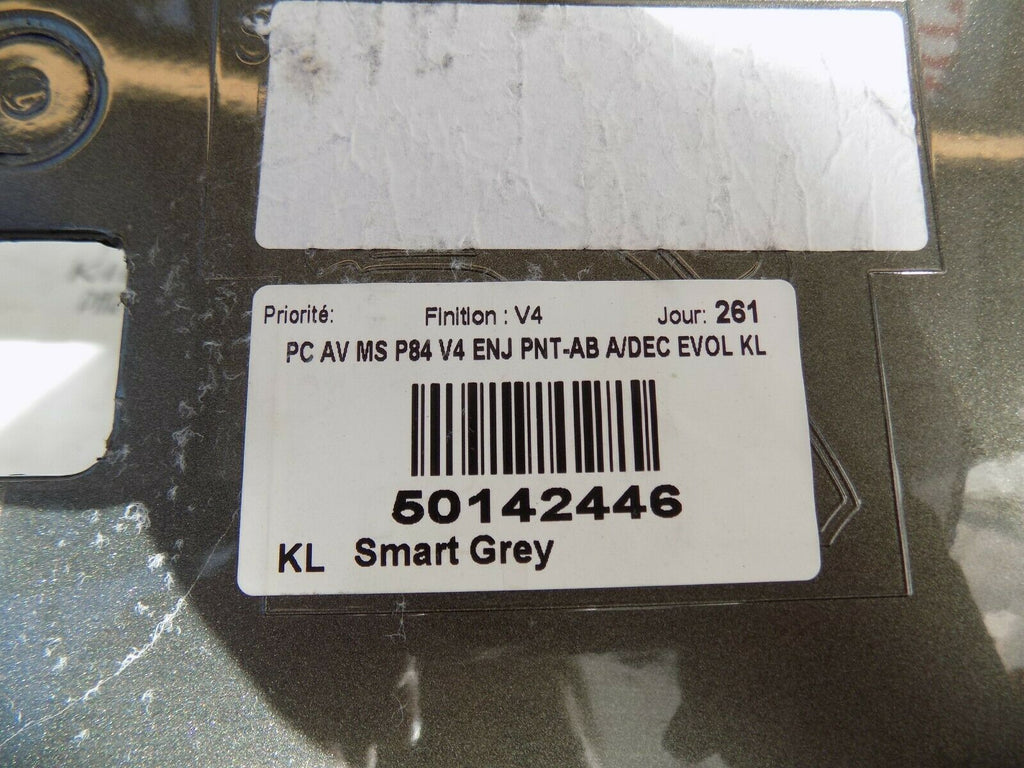 Priorité: Finition : V4 Jour: 261
PC AV MS P84 V4 ENJ PNT-AB A/DEC EVOL KL
50142446
KL Smart Grey